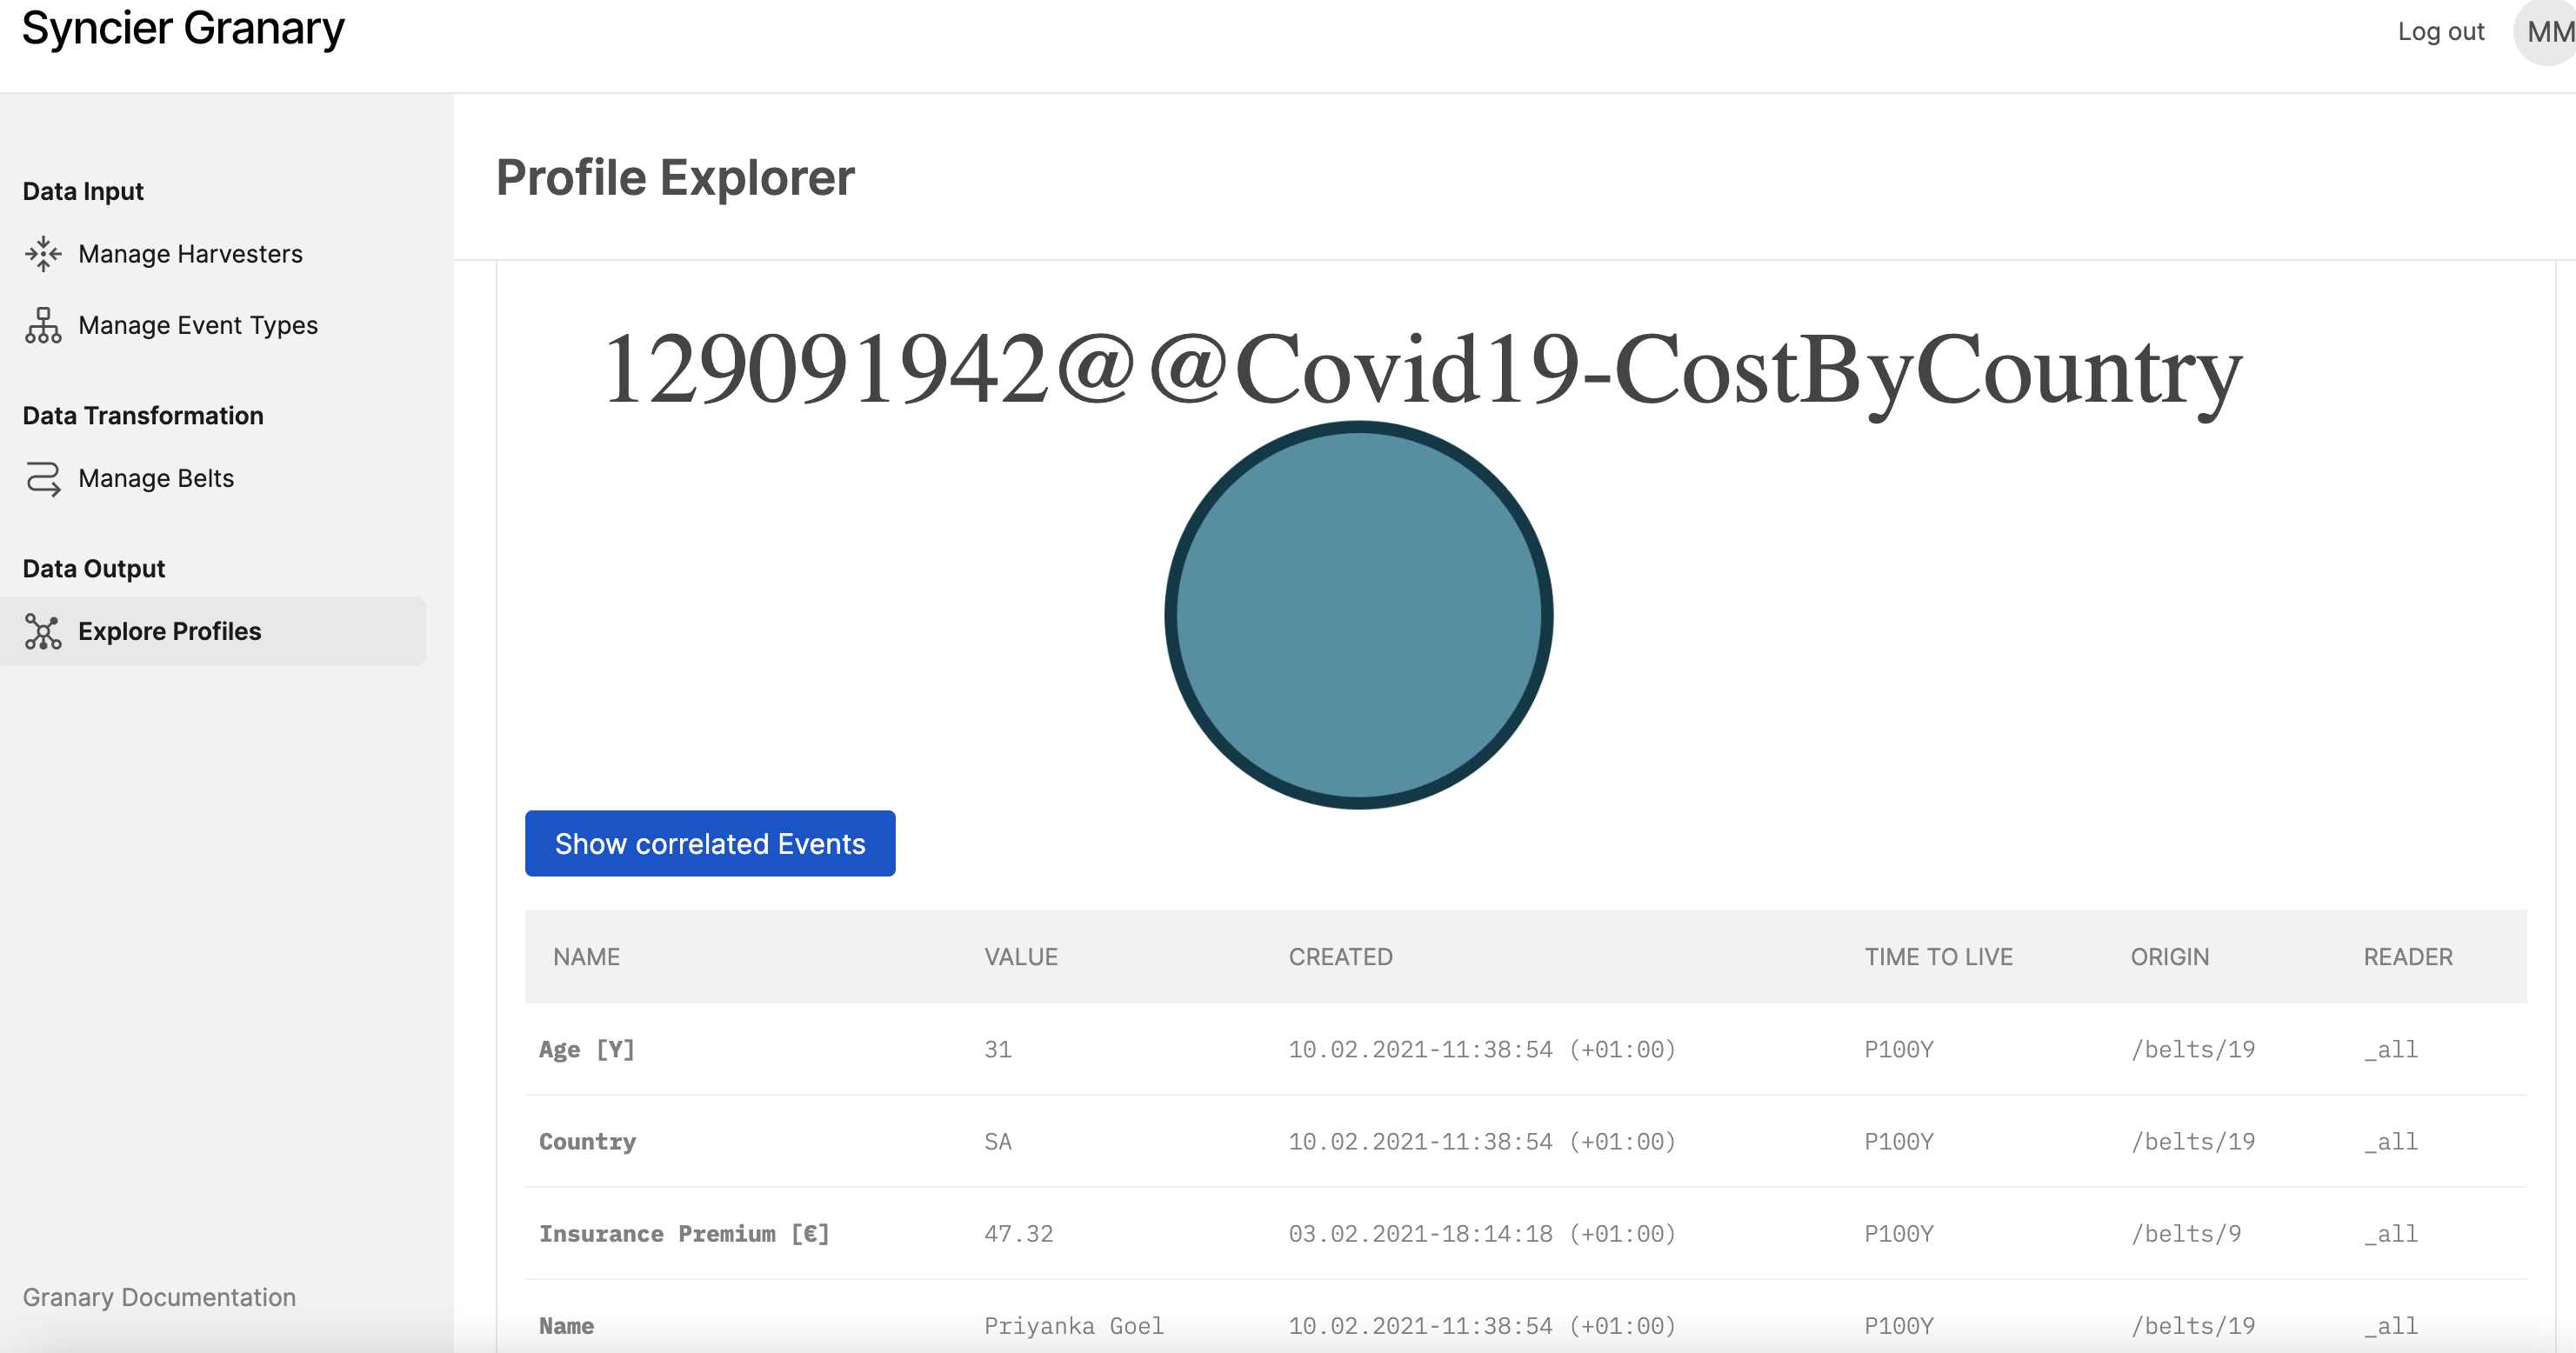 Syncier Granary
Log out
MM
Data Input
Manage Harvesters
Manage Event Types
Data Transformation
Manage Belts
Data Output
Explore Profiles
Granary Documentation
Profile Explorer
129091942@@Covid19-CostByCountry
Show correlated Events
NAME VALUE CREATED TIME TO LIVE ORIGIN READER
Age [Y] 31 10.02.2021-11:38:54 (+01:00) P100Y /belts/19 _all
Country SA 10.02.2021-11:38:54 (+01:00) P100Y /belts/19 _all
Insurance Premium [€] 47.32 03.02.2021-18:14:18 (+01:00) P100Y /belts/9 _all
Name Priyanka Goel 10.02.2021-11:38:54 (+01:00) P100Y /belts/19 _all